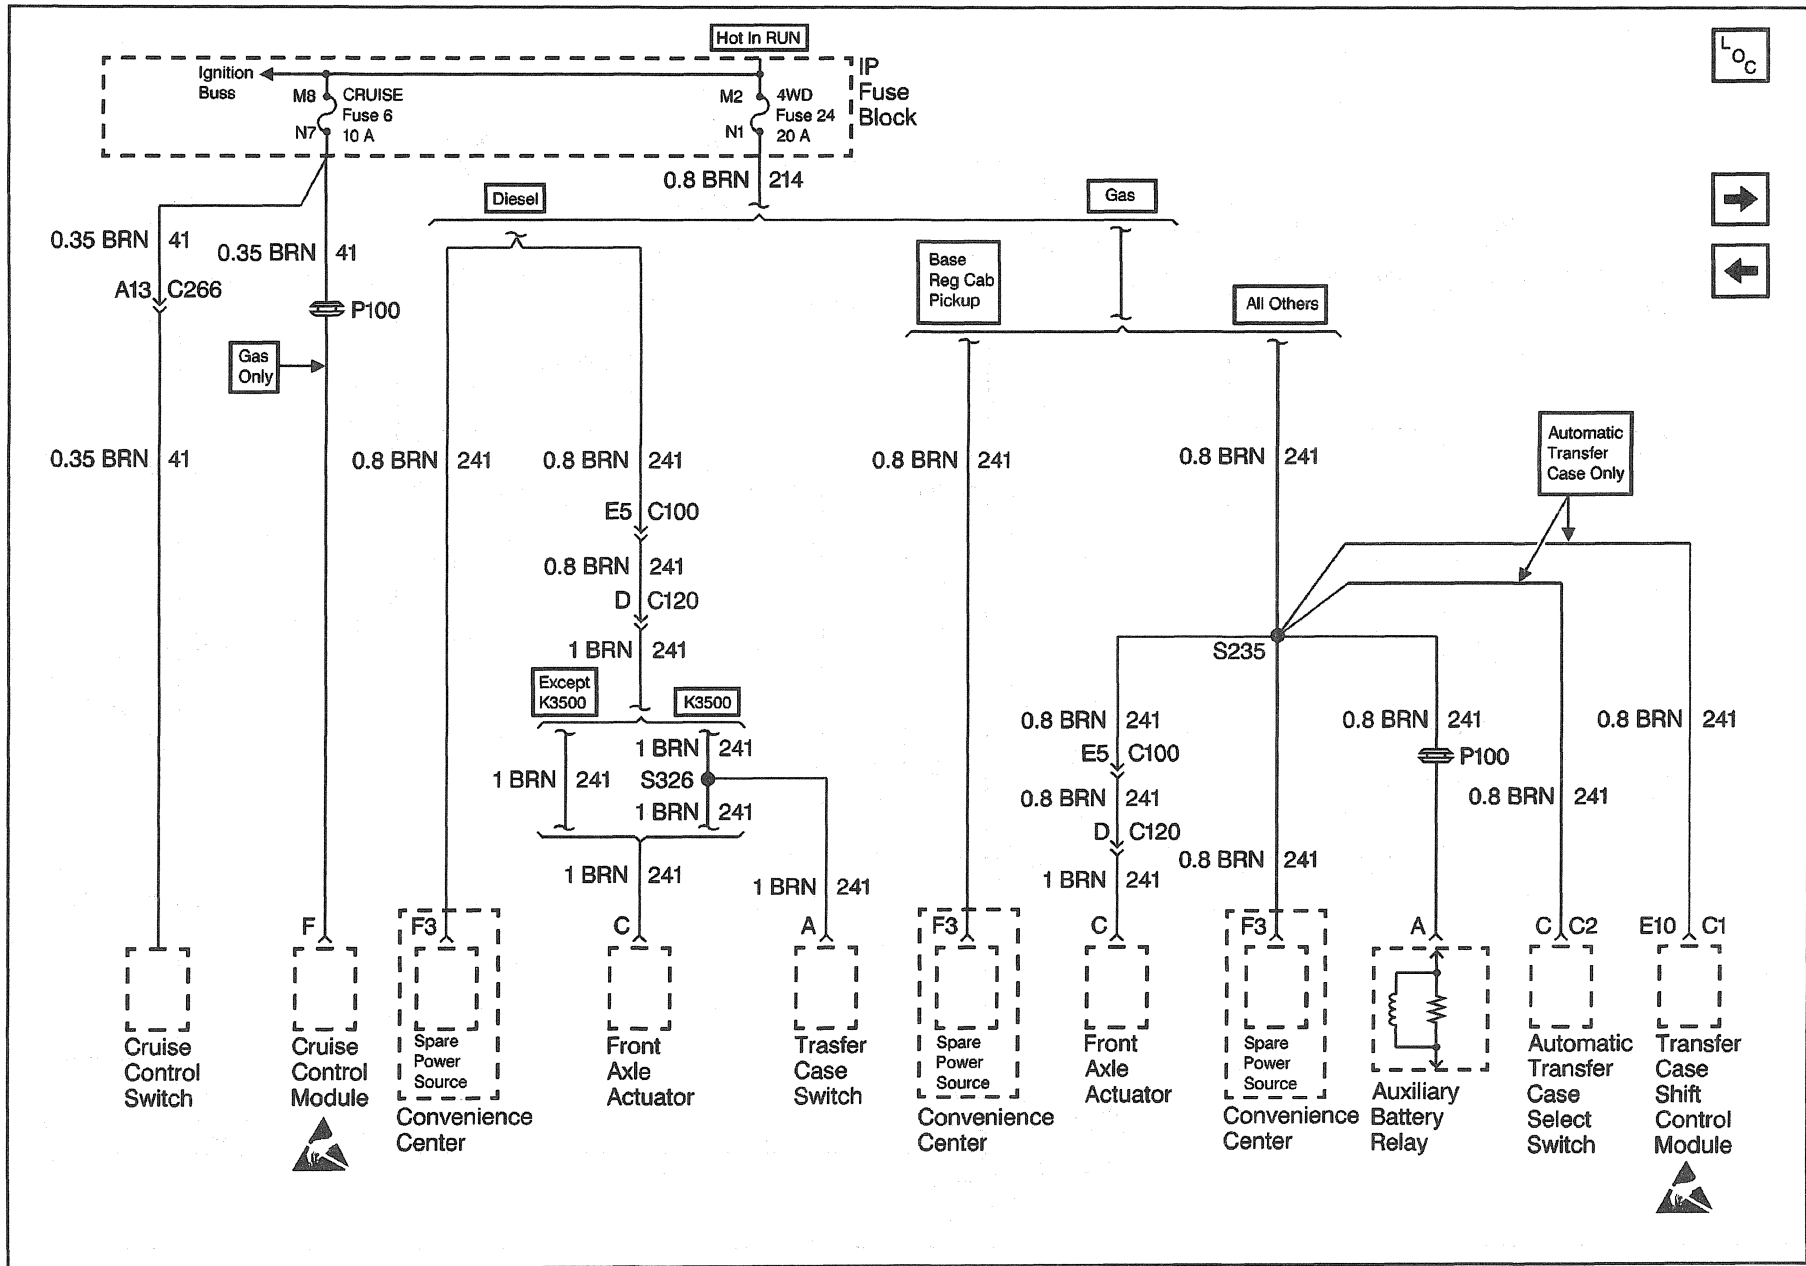 Hot In RUN
L
O
C
Ignition
Buss
M8
CRUISE
Fuse 6
N7
10 A
M2
4WD
Fuse 24
N1
20 A
IP
Fuse
Block
0.8 BRN 214
Diesel
Gas
0.35 BRN 41
0.35 BRN 41
A13 C266
P100
Gas
Only
Base
Reg Cab
Pickup
All Others
Automatic
Transfer
Case Only
0.35 BRN 41
0.8 BRN 241
0.8 BRN 241
0.8 BRN 241
0.8 BRN 241
E5 C100
0.8 BRN 241
D C120
1 BRN 241
Except
K3500
K3500
1 BRN 241
1 BRN 241
S326
1 BRN 241
1 BRN 241
1 BRN 241
S235
0.8 BRN 241
E5 C100
0.8 BRN 241
D C120
1 BRN 241
0.8 BRN 241
0.8 BRN 241
P100
0.8 BRN 241
0.8 BRN 241
F
F3
C
A
F3
C
F3
A
C C2
E10 C1
Cruise
Control
Switch
Cruise
Control
Module
Spare
Power
Source
Convenience
Center
Front
Axle
Actuator
Trasfer
Case
Switch
Spare
Power
Source
Convenience
Center
Front
Axle
Actuator
Spare
Power
Source
Convenience
Center
Auxiliary
Battery
Relay
Automatic
Transfer
Case
Select
Switch
Transfer
Case
Shift
Control
Module